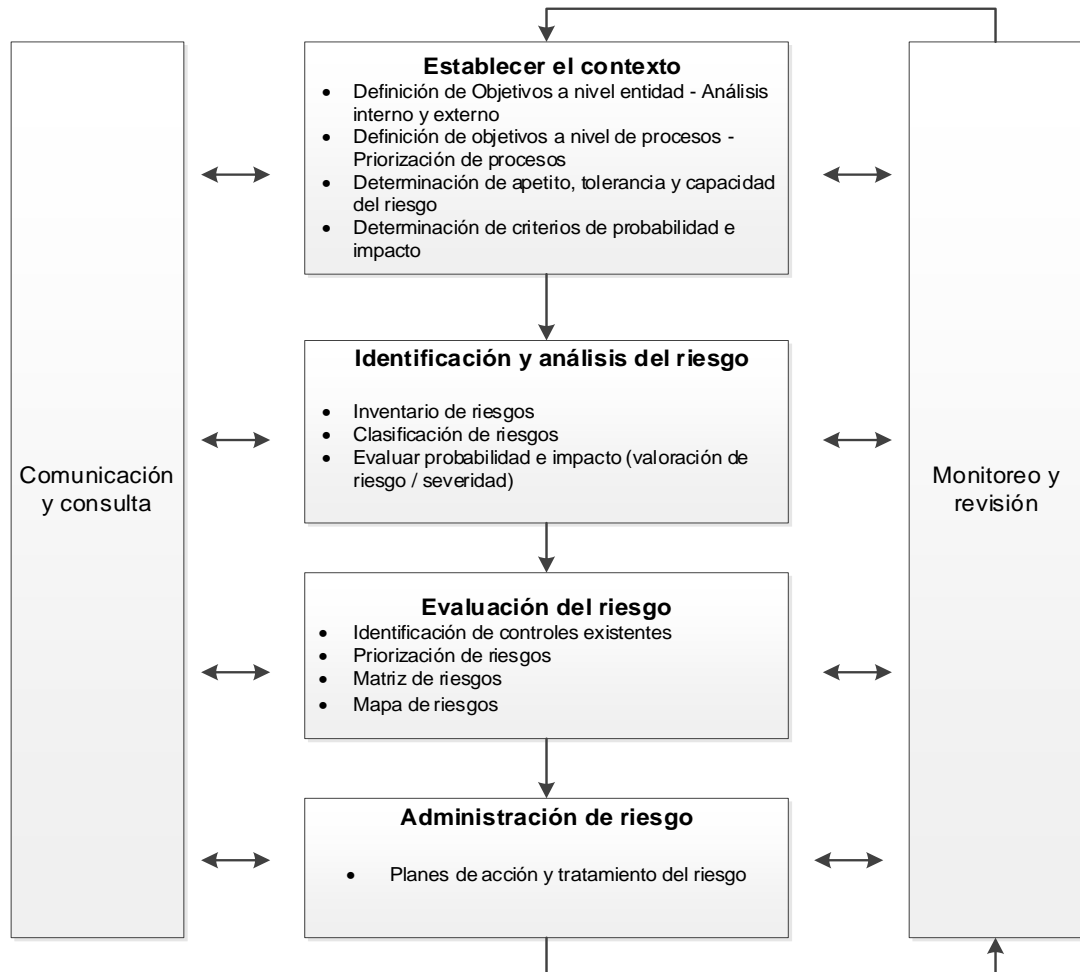 Establecer el contexto
• Definición de Objetivos a nivel entidad - Análisis
interno y externo
• Definición de objetivos a nivel de procesos -
Priorización de procesos
• Determinación de apetito, tolerancia y capacidad
del riesgo
• Determinación de criterios de probabilidad e
impacto
Identificación y análisis del riesgo
• Inventario de riesgos
• Clasificación de riesgos
• Evaluar probabilidad e impacto (valoración de
riesgo / severidad)
Comunicación
y consulta
Monitoreo y
revisión
Evaluación del riesgo
• Identificación de controles existentes
• Priorización de riesgos
• Matriz de riesgos
• Mapa de riesgos
Administración de riesgo
• Planes de acción y tratamiento del riesgo